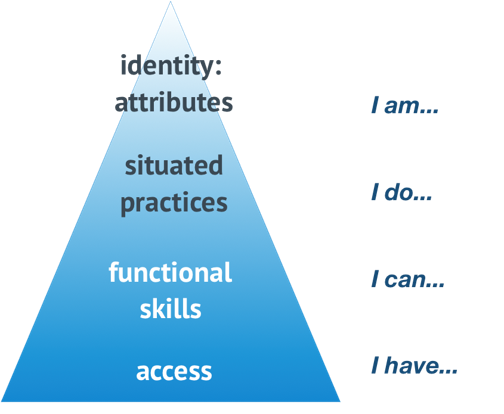 identity:
attributes
I am...
situated
practices
I do...
functional
skills
I can...
access
I have...